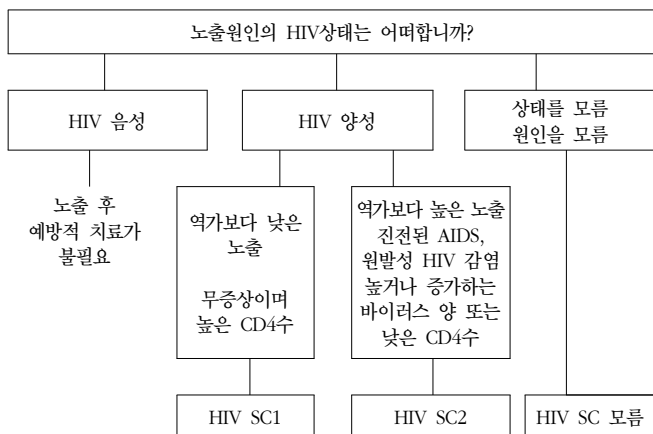 노출원인의 HIV상태는 어떠합니까?
HIV 음성
HIV 양성
상태를 모름
원인을 모름
노출 후
예방적 치료가
불필요
역가보다 낮은
노출
무증상이며
높은 CD4수
역가보다 높은 노출
진전된 AIDS,
원발성 HIV 감염
높거나 증가하는
바이러스 양 또는
낮은 CD4수
HIV SC1
HIV SC2
HIV SC 모름